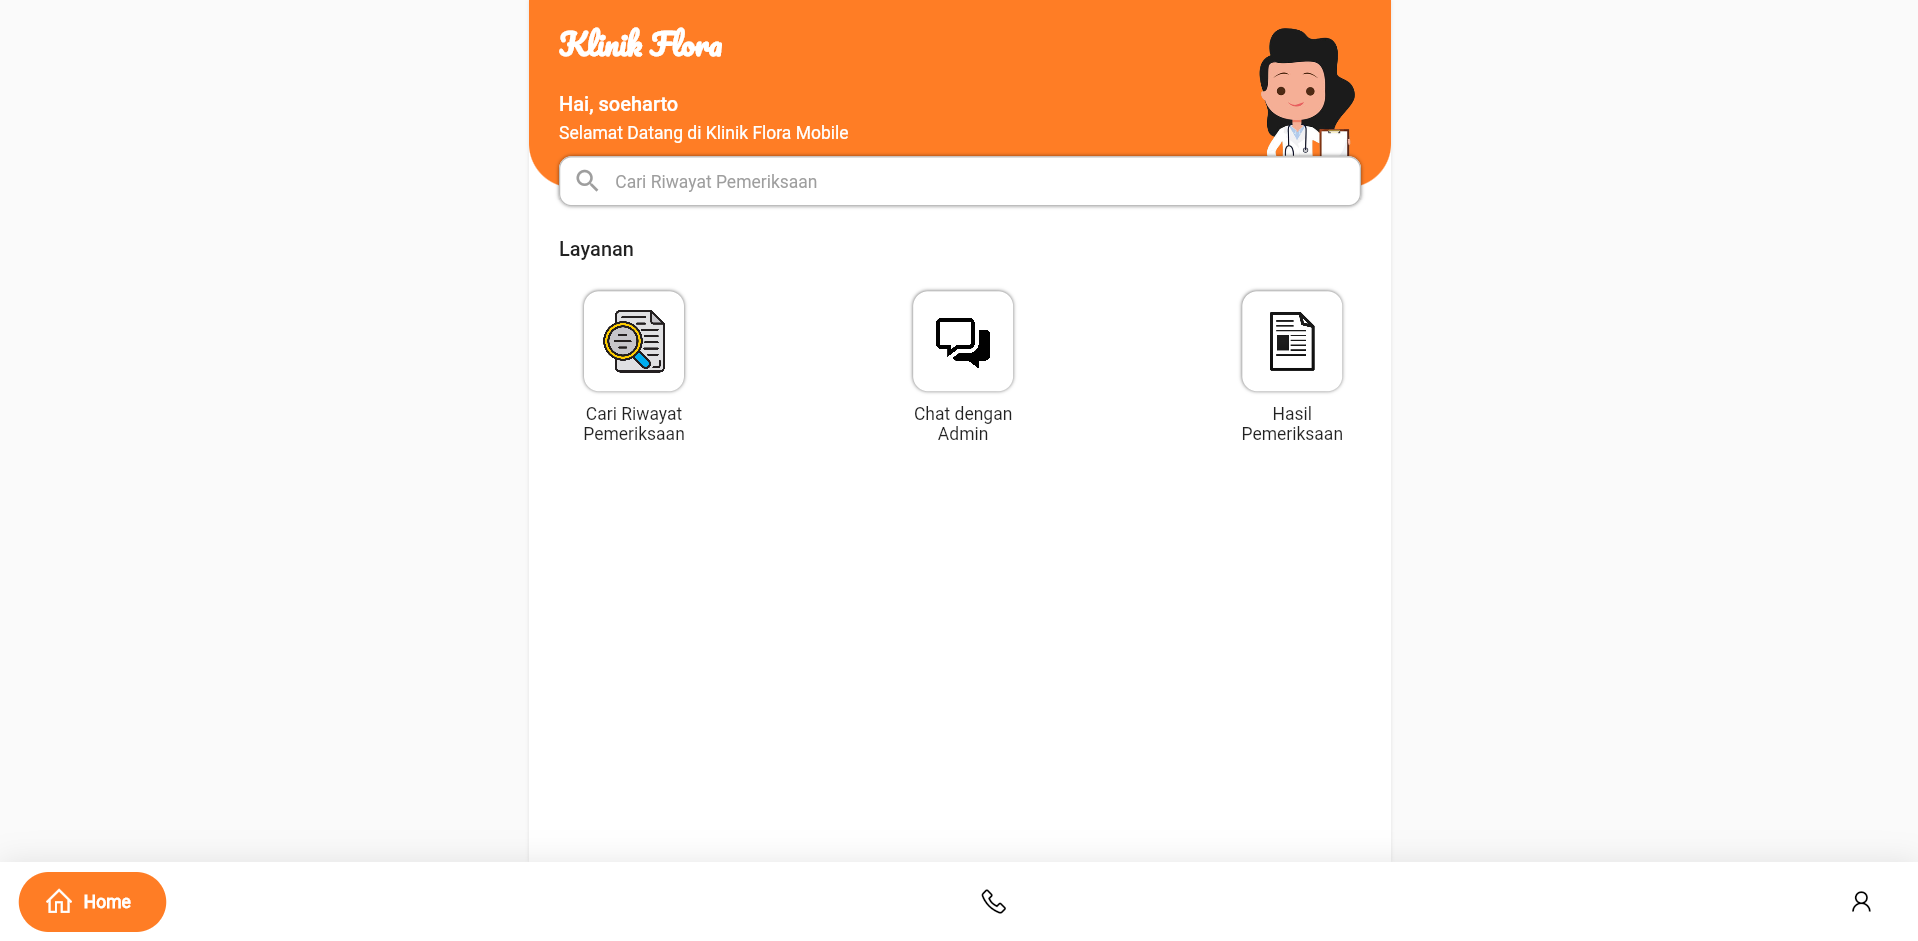 Klinik Flora
Hai, soeharto
Selamat Datang di Klinik Flora Mobile
Cari Riwayat Pemeriksaan
Layanan
Cari Riwayat
Pemeriksaan
Chat dengan
Admin
Hasil
Pemeriksaan
Home